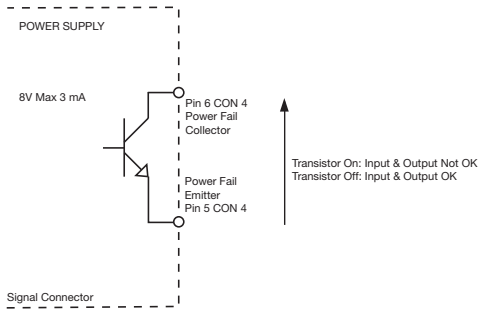 POWER SUPPLY
8V Max 3 mA
Pin 6 CON 4
Power Fail
Collector
Transistor On: Input & Output Not OK
Transistor Off: Input & Output OK
Power Fail
Emitter
Pin 5 CON 4
Signal Connector